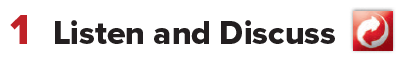 1 Listen and Discuss